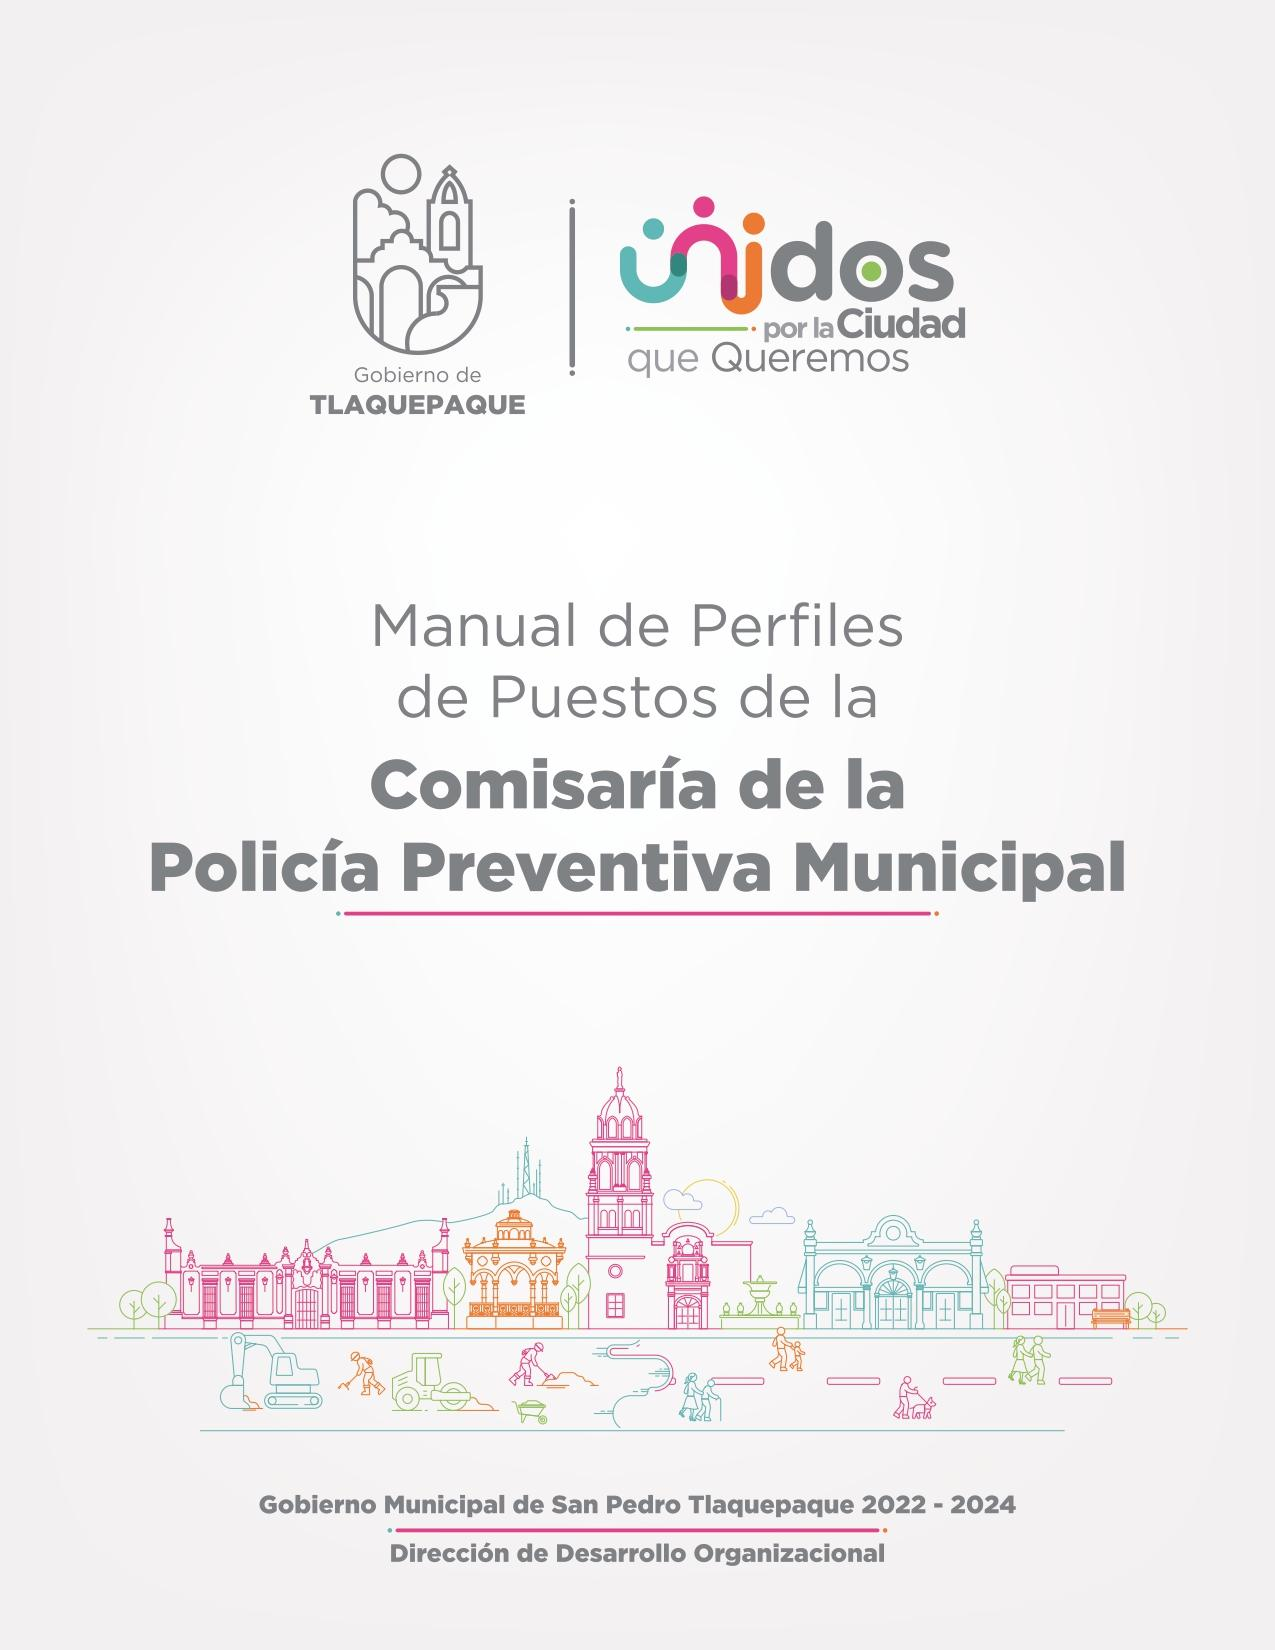 Gobierno de
TLAQUEPAQUE
Unidos
por la Ciudad
que Queremos
Manual de Perfiles
de Puestos de la
Comisaría de la
Policía Preventiva Municipal
Gobierno Municipal de San Pedro Tlaquepaque 2022 - 2024
Dirección de Desarrollo Organizacional